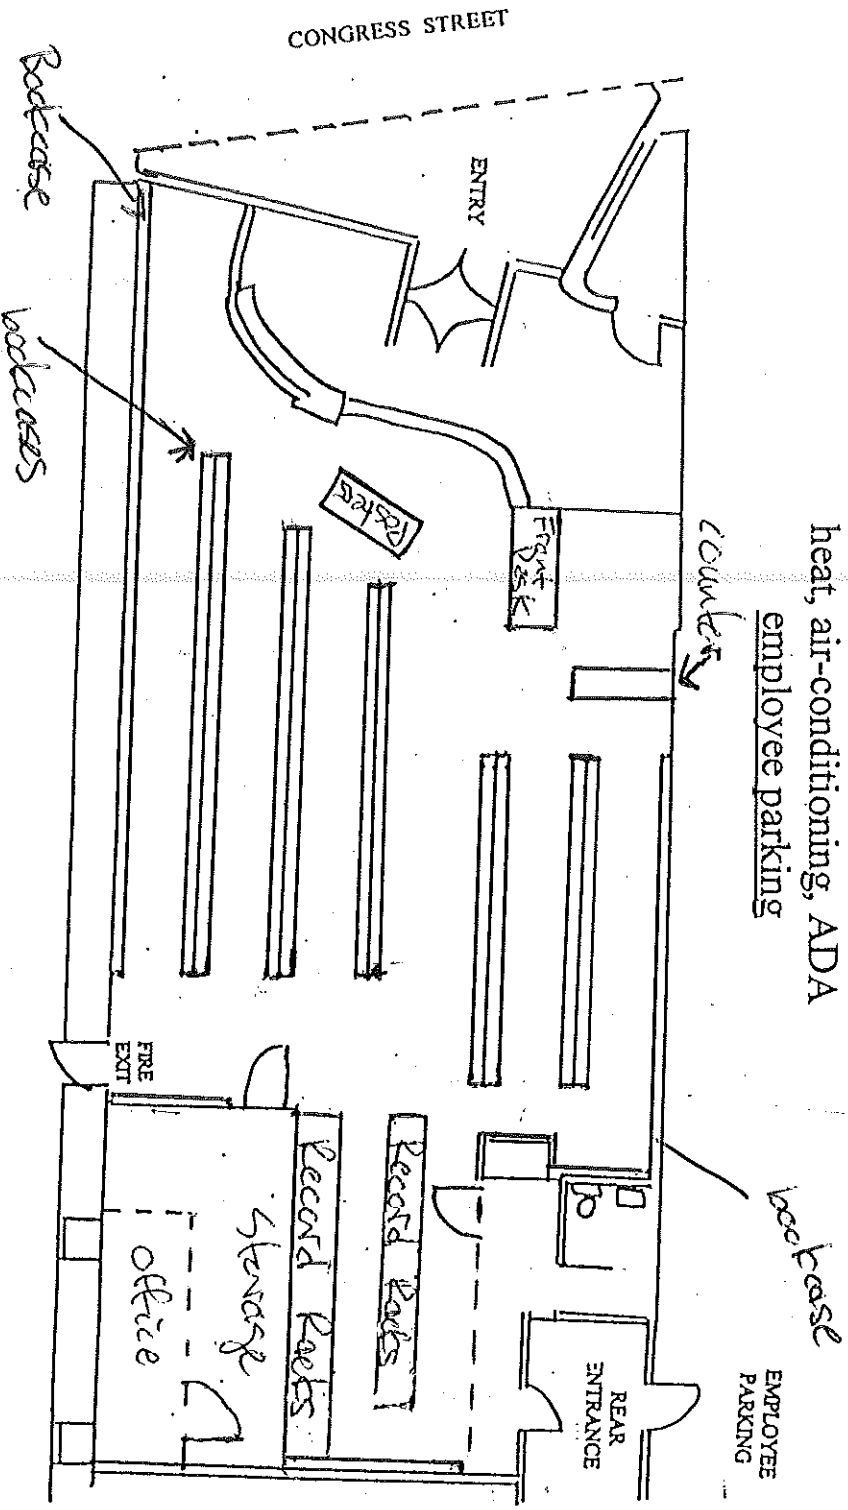 CONGRESS STREET
heat, air-conditioning, ADA
employee parking
Bookcase
bookcases
ENTRY
Posters
Front
Desk
counter
bookcase
FIRE
EXIT
Record Racks
Record Racks
Storage
office
REAR
ENTRANCE
EMPLOYEE
PARKING